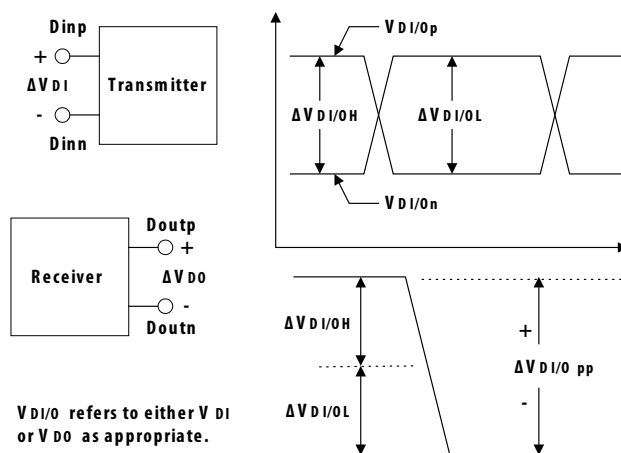 Dinp
+
ΔV DI
-
Dinn
Transmitter
Doutp
+
ΔV DO
-
Doutn
Receiver
V DI/O refers to either V DI
or V DO as appropriate.
V DI/Op
ΔV DI/OH
ΔV DI/OL
V DI/On
ΔV DI/OH
ΔV DI/OL
+
ΔV DI/O pp
-